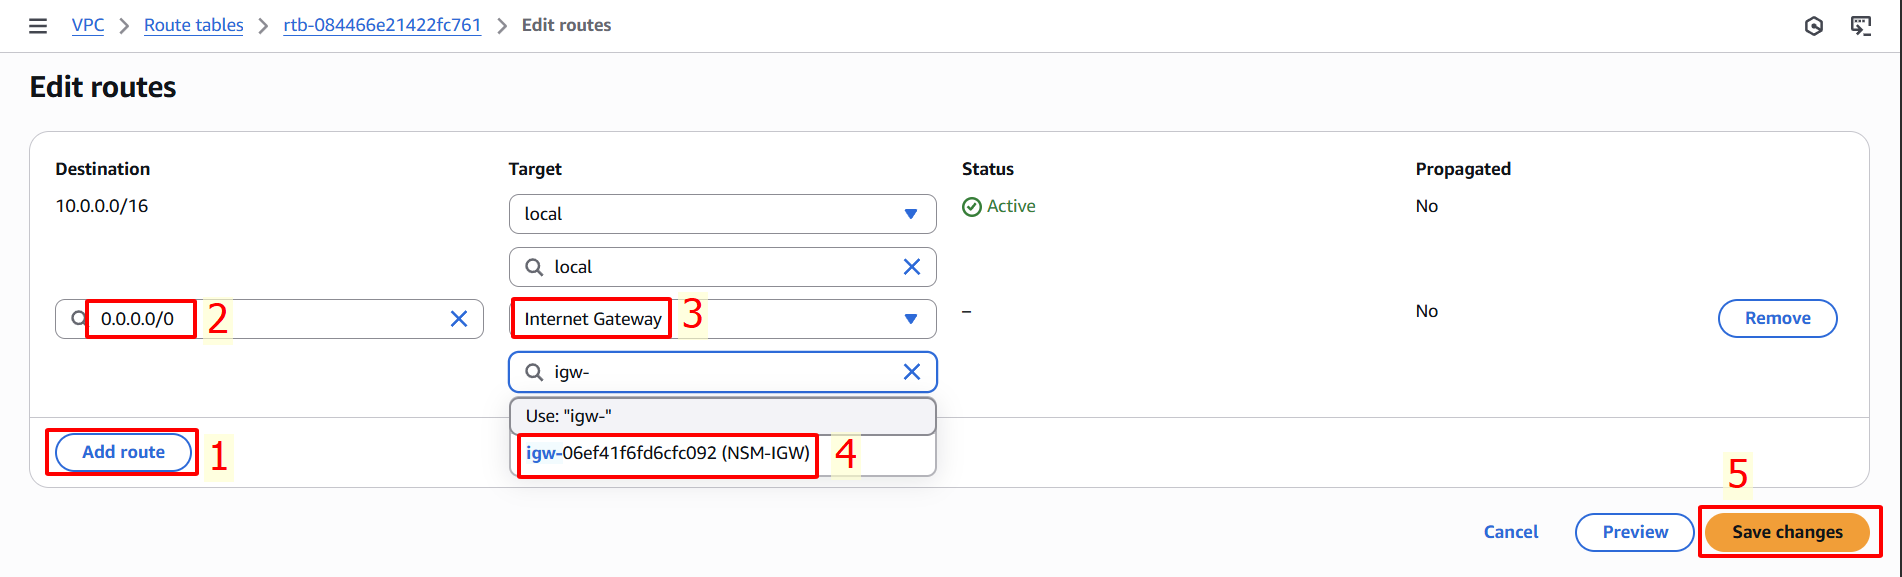 VPC > Route tables > rtb-084466e21422fc761 > Edit routes
Edit routes
Destination Target Status Propagated
10.0.0.0/16 local Active No
local
0.0.0.0/0 2 Internet Gateway 3 – No Remove
igw-
Use: "igw-"
Add route 1 igw-06ef41f6fd6cfc092 (NSM-IGW) 4
5
Cancel Preview Save changes